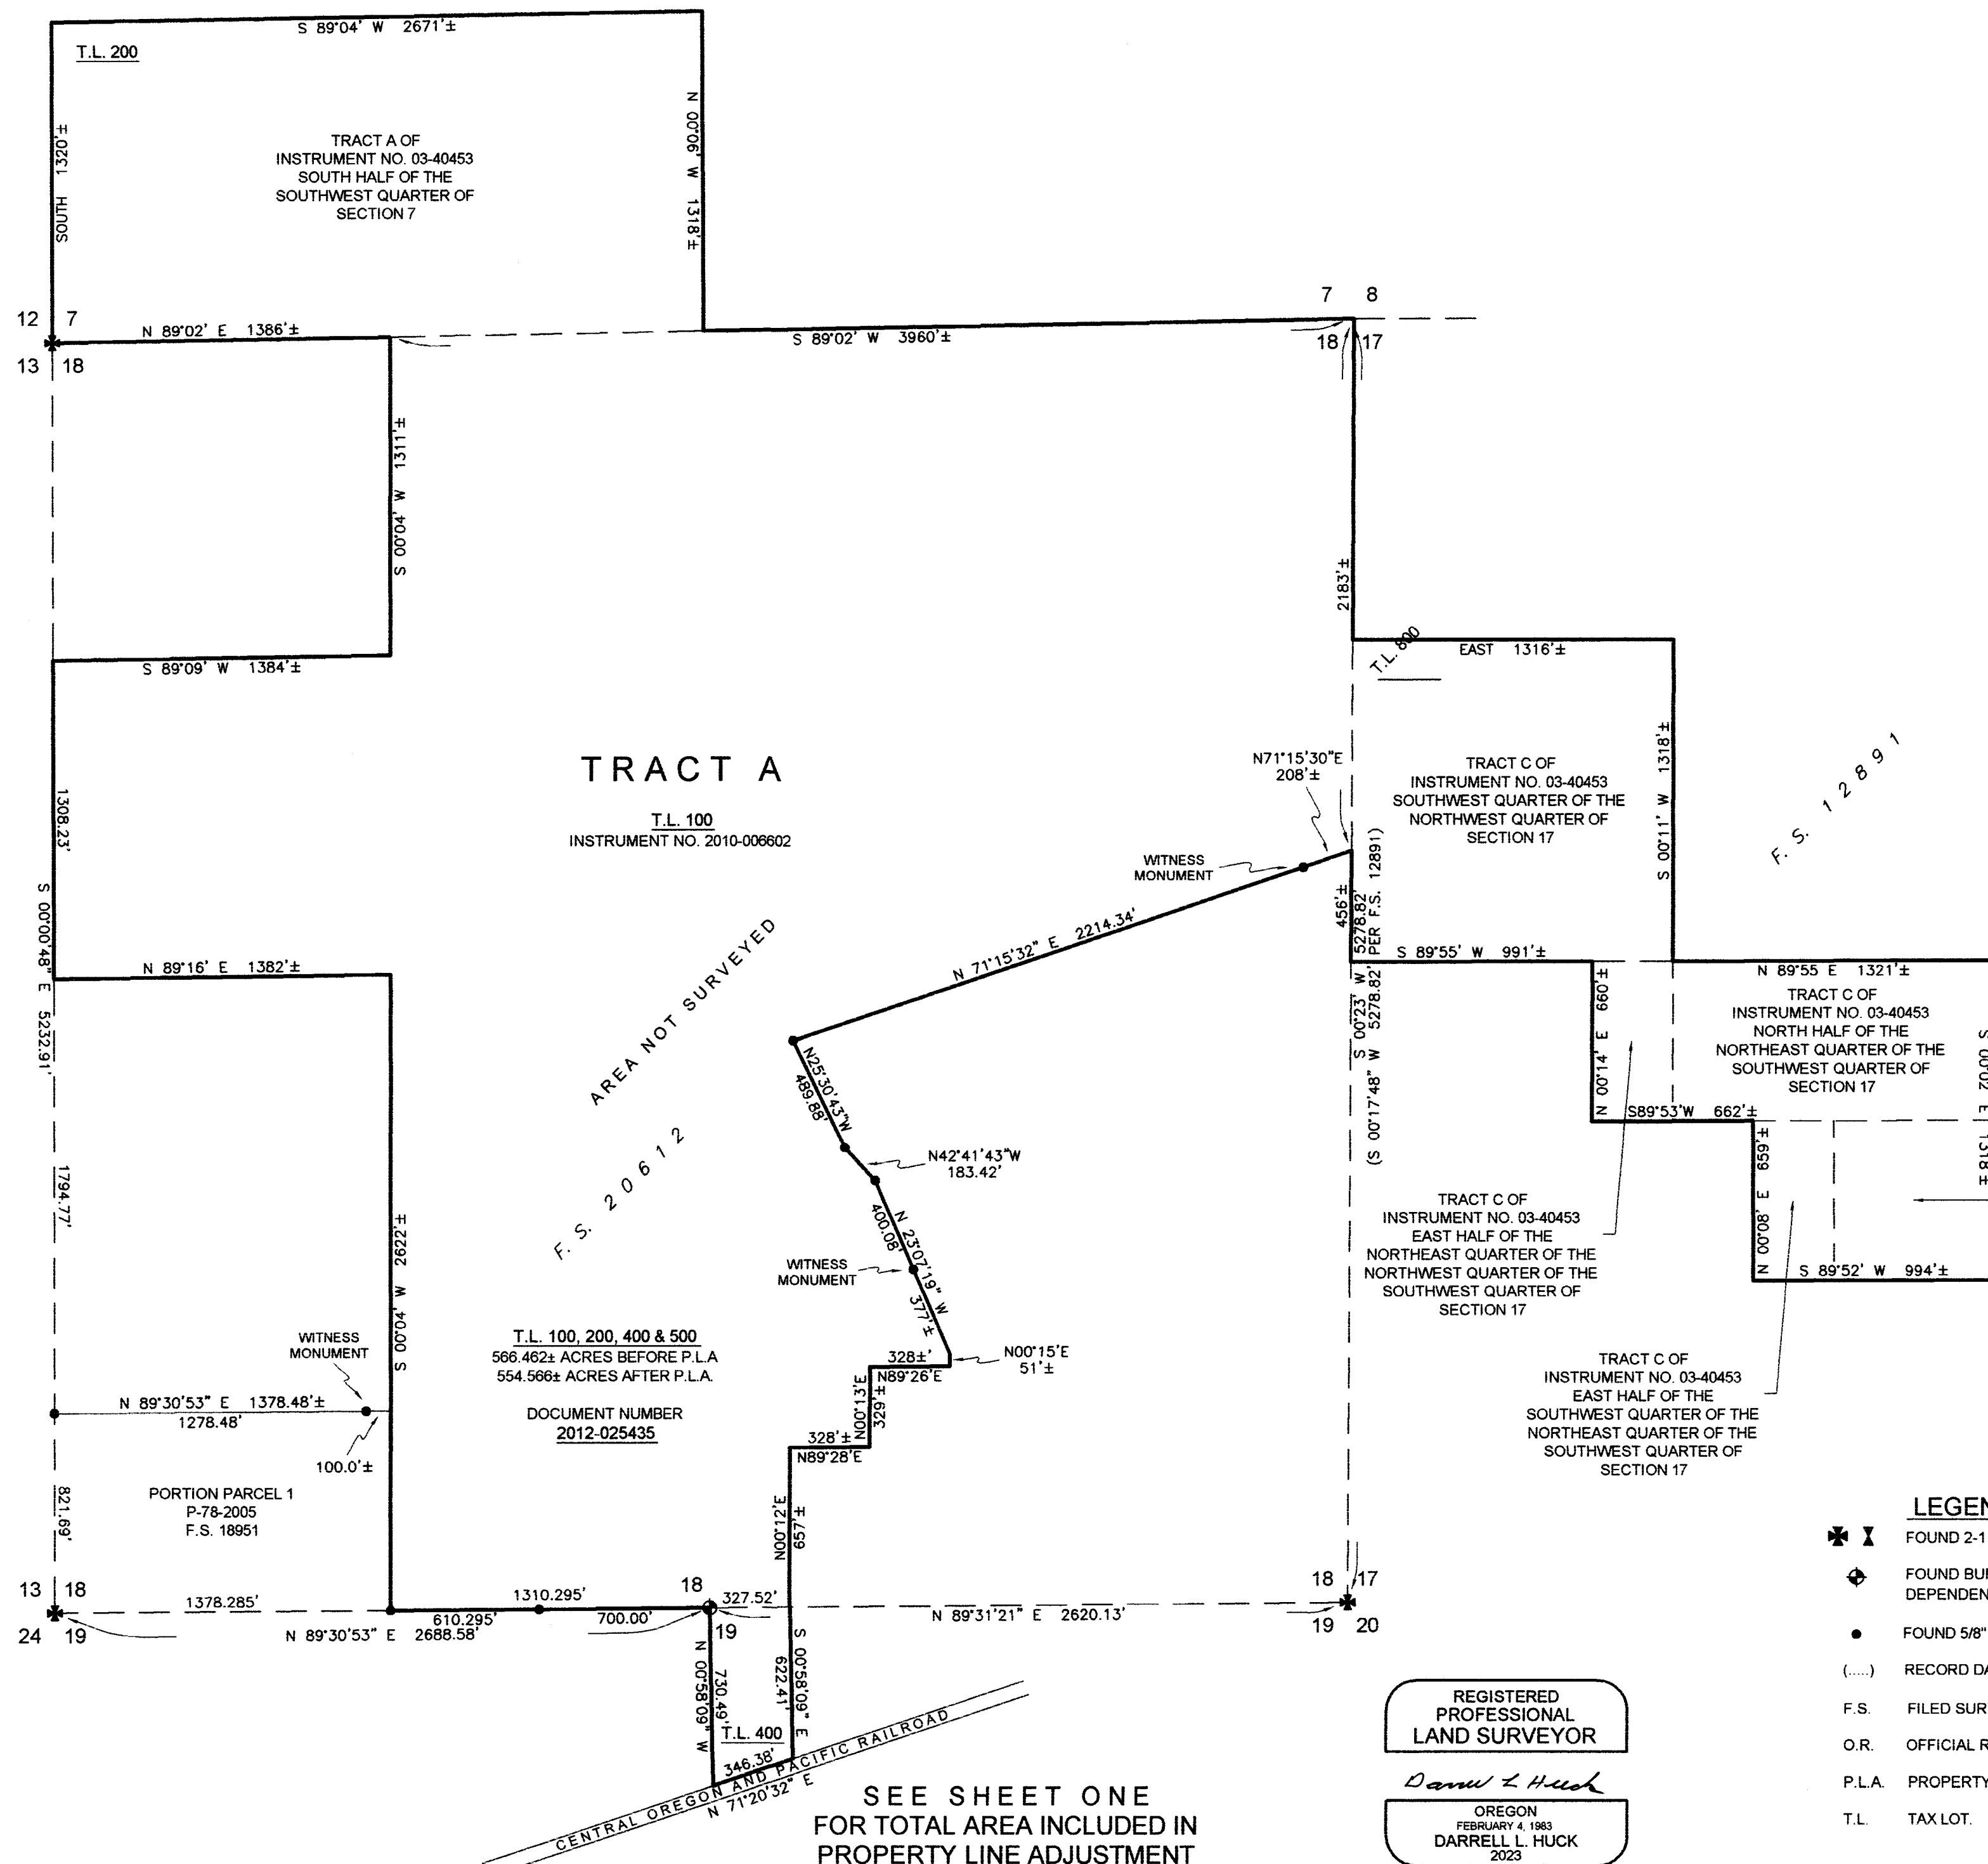 S 89°04' W 2671'±
T.L. 200
SOUTH 1320'±
TRACT A OF
INSTRUMENT NO. 03-40453
SOUTH HALF OF THE
SOUTHWEST QUARTER OF
SECTION 7
N 00°06' W 1318'±
12 7
13 18
N 89°02' E 1386'±
S 89°02' W 3960'±
7 8
18 17
S 00°04' W 1311'±
S 89°09' W 1384'±
2183'±
EAST 1316'±
T.L. 800
TRACT A
T.L. 100
INSTRUMENT NO. 2010-006602
1308.23'
S 00°00'48" E 5232.91'
N 89°16' E 1382'±
N71°15'30"E
208'±
WITNESS
MONUMENT
N 71°15'32" E 2214.34'
456'±
S 00°23' W 5278.82'
(S 00°17'48" W 5278.82' PER F.S. 12891)
TRACT C OF
INSTRUMENT NO. 03-40453
SOUTHWEST QUARTER OF THE
NORTHWEST QUARTER OF
SECTION 17
S 00°11' W 1318'±
F. S. 12891
S 89°55' W 991'±
N 89°55 E 1321'±
TRACT C OF
INSTRUMENT NO. 03-40453
NORTH HALF OF THE
NORTHEAST QUARTER OF THE
SOUTHWEST QUARTER OF
SECTION 17
S 00°02' E 1318'±
N 00°14' E 660'±
S89°53'W 662'±
N 00°08' E 659'±
S 89°52' W 994'±
AREA NOT SURVEYED
F. S. 20612
N25°30'43"W
489.88'
N42°41'43"W
183.42'
N 23°07'19" W
400.08'
WITNESS
MONUMENT
377'±
N00°15'E
51'±
328±'
N89°26'E
N00°13'E
329'±
328'±
N89°28'E
N00°12'E
657'±
TRACT C OF
INSTRUMENT NO. 03-40453
EAST HALF OF THE
NORTHEAST QUARTER OF THE
NORTHWEST QUARTER OF THE
SOUTHWEST QUARTER OF
SECTION 17
TRACT C OF
INSTRUMENT NO. 03-40453
EAST HALF OF THE
SOUTHWEST QUARTER OF THE
NORTHEAST QUARTER OF THE
SOUTHWEST QUARTER OF
SECTION 17
1794.77'
S 00°04' W 2622'±
WITNESS
MONUMENT
N 89°30'53" E 1378.48'±
1278.48'
100.0'±
T.L. 100, 200, 400 & 500
566.462± ACRES BEFORE P.L.A
554.566± ACRES AFTER P.L.A.
DOCUMENT NUMBER
2012-025435
PORTION PARCEL 1
P-78-2005
F.S. 18951
821.69'
13 18
24 19
1378.285'
N 89°30'53" E 2688.58'
1310.295'
610.295'
700.00'
18
19
327.52'
N 89°31'21" E 2620.13'
18 17
19 20
N 00°58'09" W
730.49'
S 00°58'09" E
622.41'
T.L. 400
346.38'
CENTRAL OREGON AND PACIFIC RAILROAD
N 71°20'32" E
SEE SHEET ONE
FOR TOTAL AREA INCLUDED IN
PROPERTY LINE ADJUSTMENT
REGISTERED
PROFESSIONAL
LAND SURVEYOR
Darrell L Huck
OREGON
FEBRUARY 4, 1983
DARRELL L. HUCK
2023
LEGEN
FOUND 2-1
FOUND BU
DEPENDEN
FOUND 5/8"
(.....) RECORD DA
F.S. FILED SUR
O.R. OFFICIAL R
P.L.A. PROPERTY
T.L. TAX LOT.